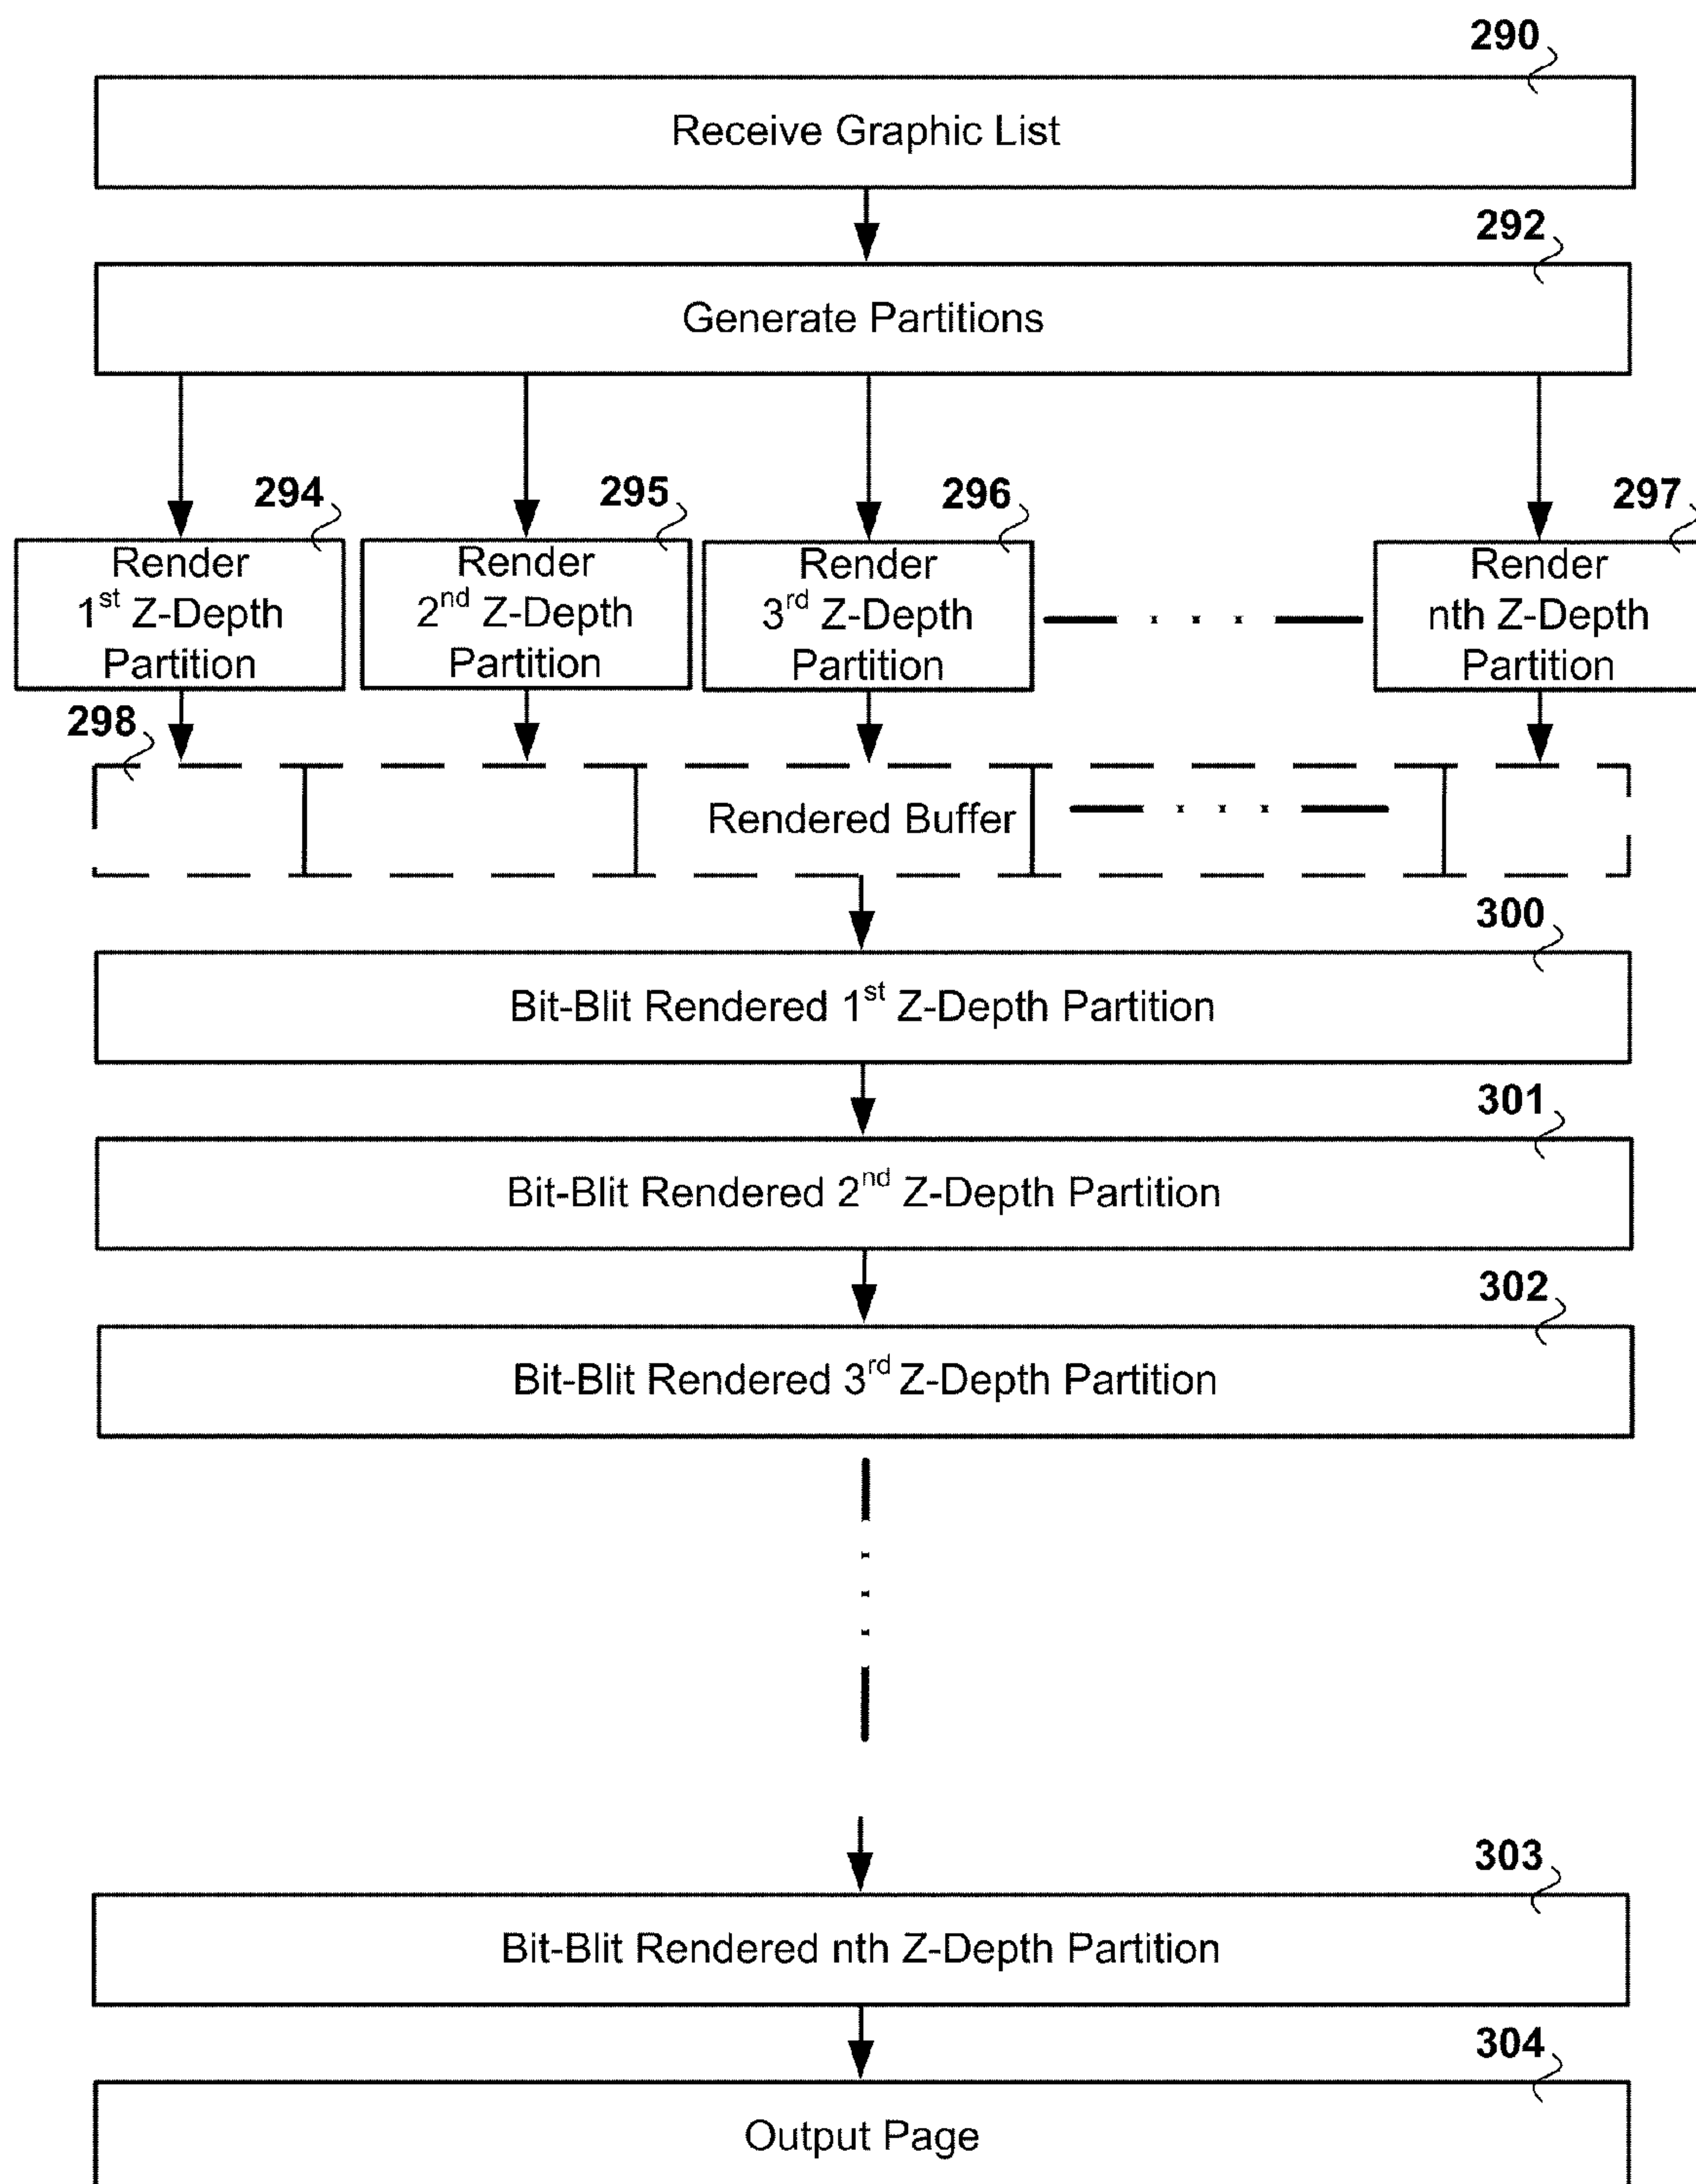 290
Receive Graphic List
292
Generate Partitions
294
295
296
297
Render
1st Z-Depth
Partition
Render
2nd Z-Depth
Partition
Render
3rd Z-Depth
Partition
Render
nth Z-Depth
Partition
298
Rendered Buffer
300
Bit-Blit Rendered 1st Z-Depth Partition
301
Bit-Blit Rendered 2nd Z-Depth Partition
302
Bit-Blit Rendered 3rd Z-Depth Partition
303
Bit-Blit Rendered nth Z-Depth Partition
304
Output Page